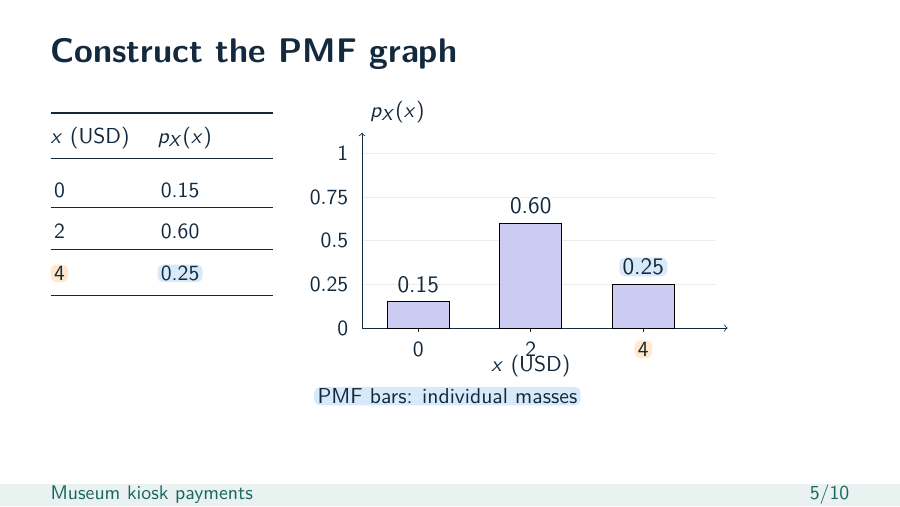 Construct the PMF graph
x (USD) pX(x)
0 0.15
2 0.60
4 0.25
pX(x)
1
0.75
0.5
0.25
0
0.15
0.60
0.25
0 2 4
x (USD)
PMF bars: individual masses
Museum kiosk payments 5/10